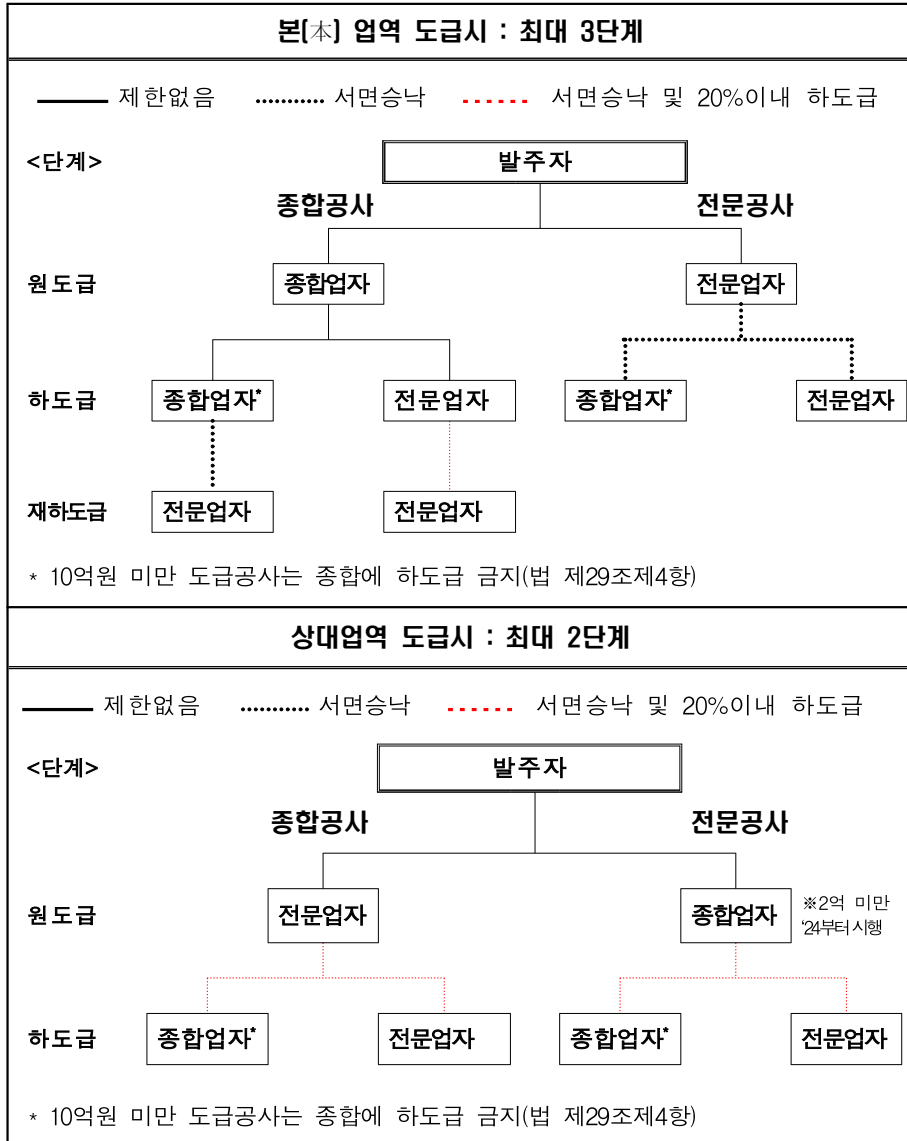 본(本) 업역 도급시 : 최대 3단계
제한없음 서면승낙 서면승낙 및 20%이내 하도급
<단계> 발주자
종합공사 전문공사
원도급 종합업자 전문업자
하도급 종합업자* 전문업자 종합업자* 전문업자
재하도급 전문업자 전문업자
* 10억원 미만 도급공사는 종합에 하도급 금지(법 제29조제4항)
상대업역 도급시 : 최대 2단계
제한없음 서면승낙 서면승낙 및 20%이내 하도급
<단계> 발주자
종합공사 전문공사
원도급 전문업자 종합업자 ※2억 미만
'24부터 시행
하도급 종합업자* 전문업자 종합업자* 전문업자
* 10억원 미만 도급공사는 종합에 하도급 금지(법 제29조제4항)